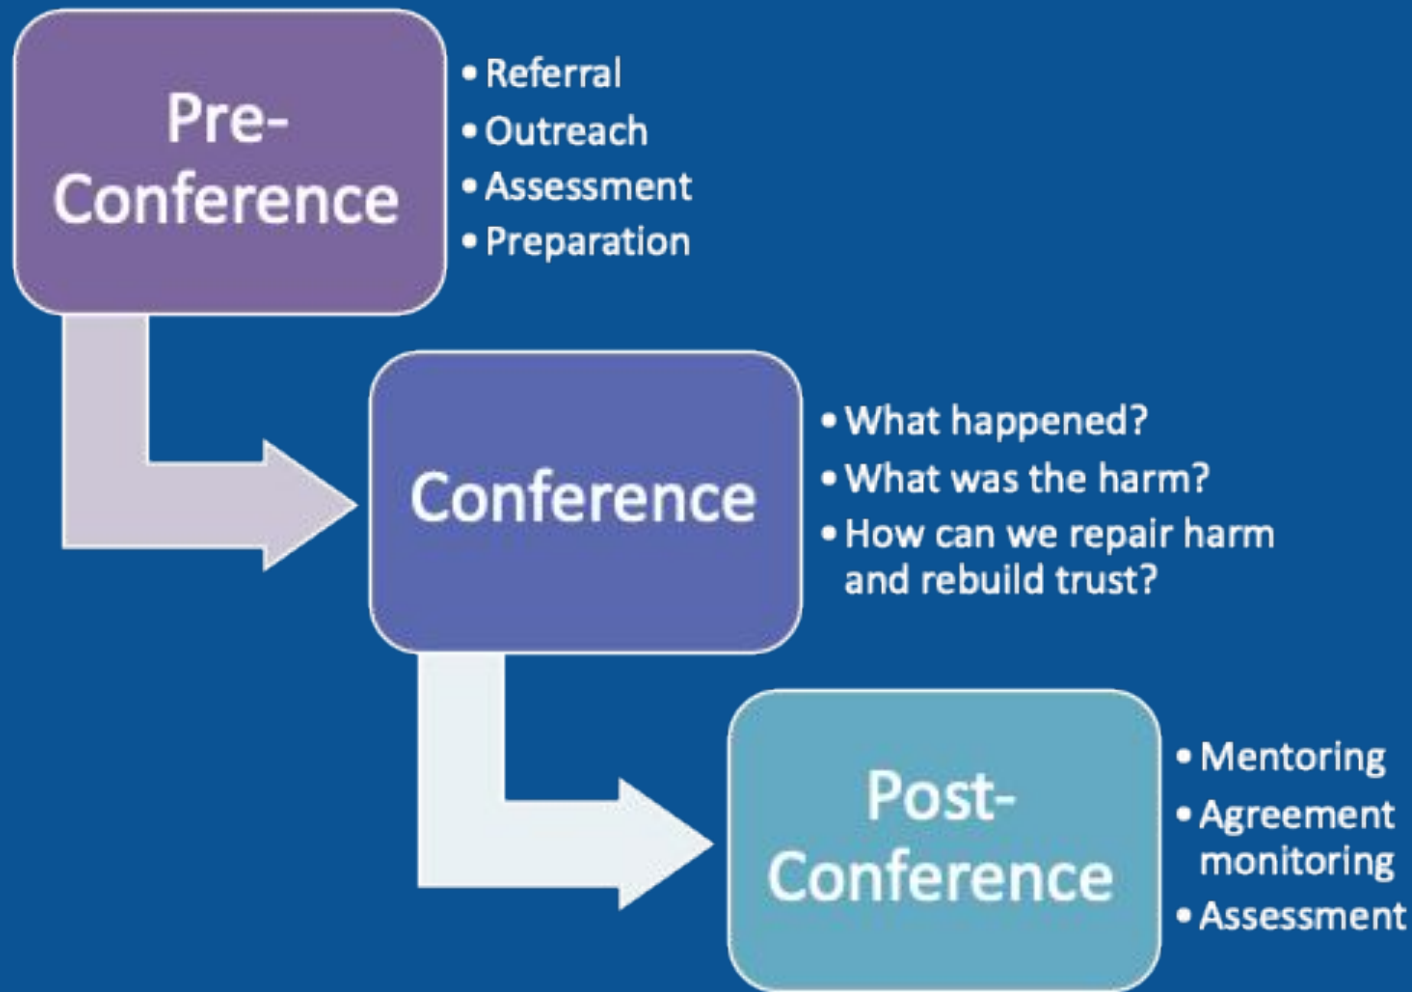 Pre-
Conference
• Referral
• Outreach
• Assessment
• Preparation
Conference
• What happened?
• What was the harm?
• How can we repair harm
and rebuild trust?
Post-
Conference
• Mentoring
• Agreement
monitoring
• Assessment